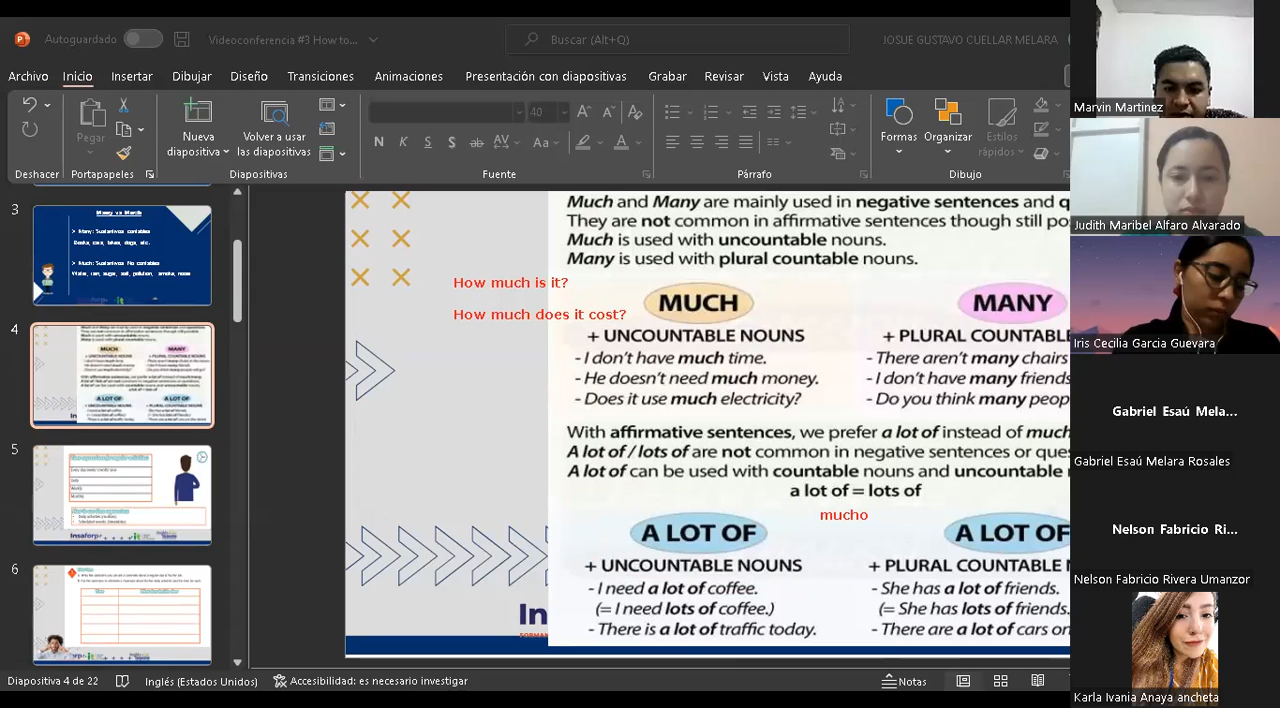 Autoguardado
Videoconferencia #3 How to...
Buscar (Alt+Q)
JOSUE GUSTAVO CUELLAR MELARA
Archivo
Inicio
Insertar
Dibujar
Diseño
Transiciones
Animaciones
Presentación con diapositivas
Grabar
Revisar
Vista
Ayuda
Pegar
Nueva
diapositiva
Volver a usar
las diapositivas
40
N K S S ab AV Aa A
Formas
Organizar
Estilos
rápidos
Deshacer
Portapapeles
Diapositivas
Fuente
Párrafo
Dibujo
3
Many vs Much
4
5
6
Much and Many are mainly used in negative sentences and q
They are not common in affirmative sentences though still po
Much is used with uncountable nouns.
Many is used with plural countable nouns.
How much is it?
How much does it cost?
MUCH
+ UNCOUNTABLE NOUNS
- I don't have much time.
- He doesn't need much money.
- Does it use much electricity?
MANY
+ PLURAL COUNTABLE
- There aren't many chairs
- I don't have many friends
- Do you think many peop
With affirmative sentences, we prefer a lot of instead of much
A lot of / lots of are not common in negative sentences or ques
A lot of can be used with countable nouns and uncountable
a lot of = lots of
mucho
A LOT OF
+ UNCOUNTABLE NOUNS
- I need a lot of coffee.
(= I need lots of coffee.)
- There is a lot of traffic today.
A LOT OF
+ PLURAL COUNTABLE N
- She has a lot of friends.
(= She has lots of friends.
- There are a lot of cars on
Ins
Diapositiva 4 de 22
Inglés (Estados Unidos)
Accesibilidad: es necesario investigar
Notas
Marvin Martinez
Judith Maribel Alfaro Alvarado
Iris Cecilia Garcia Guevara
Gabriel Esaú Mela...
Gabriel Esaú Melara Rosales
Nelson Fabricio Ri...
Nelson Fabricio Rivera Umanzor
Karla Ivania Anaya ancheta